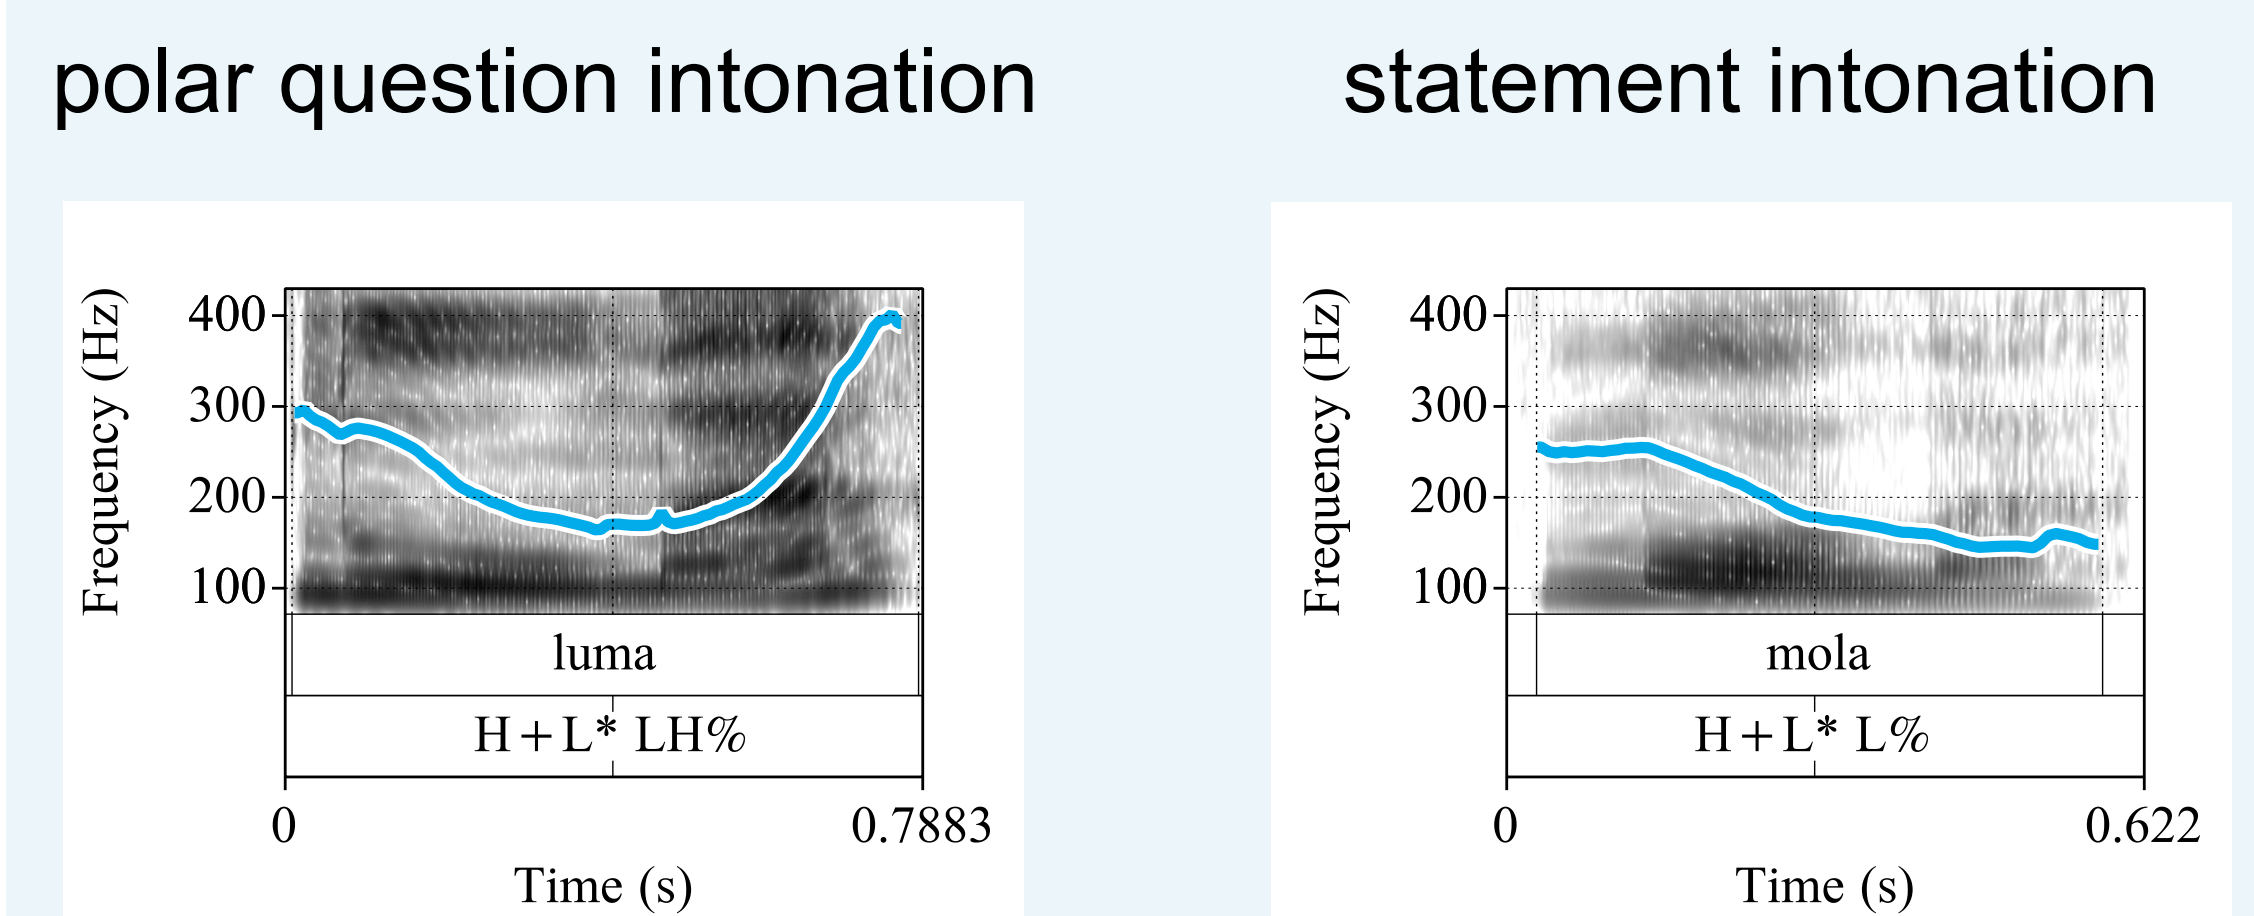 polar question intonation
statement intonation
Frequency (Hz)
400
300
200
100
luma
H+L* LH%
0
0.7883
Time (s)
Frequency (Hz)
400
300
200
100
mola
H+L* L%
0
0.622
Time (s)